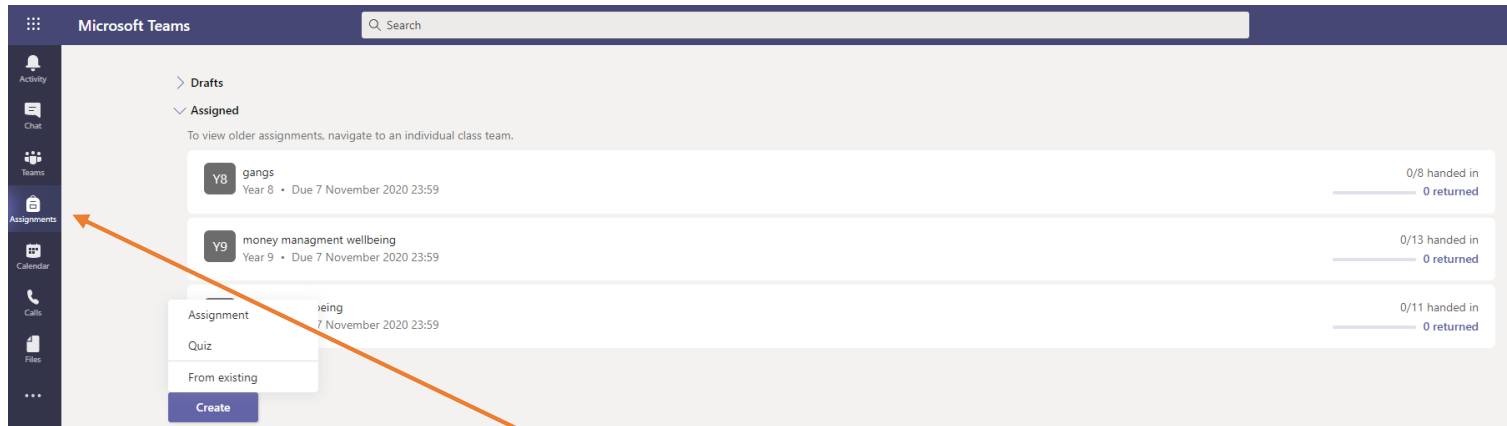 Microsoft Teams
Search
Activity
Chat
Teams
Assignments
Calendar
Calls
Files
Drafts
Assigned
To view older assignments, navigate to an individual class team.
Y8 gangs 0/8 handed in
Year 8 • Due 7 November 2020 23:59 0 returned
Y9 money managment wellbeing 0/13 handed in
Year 9 • Due 7 November 2020 23:59 0 returned
0/11 handed in
7 November 2020 23:59 0 returned
Assignment
Quiz
From existing
Create